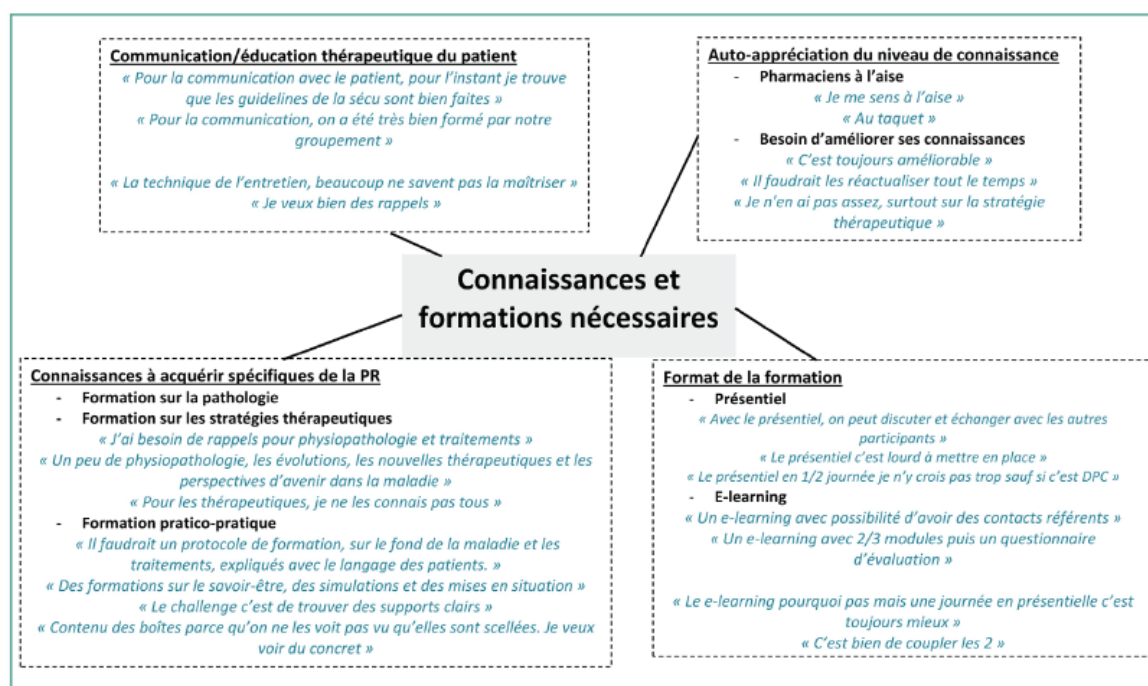 Communication/éducation thérapeutique du patient
« Pour la communication avec le patient, pour l'instant je trouve
que les guidelines de la sécu sont bien faites »
« Pour la communication, on a été très bien formé par notre
groupement »
« La technique de l'entretien, beaucoup ne savent pas la maîtriser »
« Je veux bien des rappels »
Auto-appréciation du niveau de connaissance
- Pharmaciens à l'aise
« Je me sens à l'aise »
« Au taquet »
- Besoin d'améliorer ses connaissances
« C'est toujours améliorable »
« Il faudrait les réactualiser tout le temps »
« Je n'en ai pas assez, surtout sur la stratégie
thérapeutique »
Connaissances et
formations nécessaires
Connaissances à acquérir spécifiques de la PR
- Formation sur la pathologie
- Formation sur les stratégies thérapeutiques
« J'ai besoin de rappels pour physiopathologie et traitements »
« Un peu de physiopathologie, les évolutions, les nouvelles thérapeutiques et les
perspectives d'avenir dans la maladie »
« Pour les thérapeutiques, je ne les connais pas tous »
- Formation pratico-pratique
« Il faudrait un protocole de formation, sur le fond de la maladie et les
traitements, expliqués avec le langage des patients. »
« Des formations sur le savoir-être, des simulations et des mises en situation »
« Le challenge c'est de trouver des supports clairs »
« Contenu des boîtes parce qu'on ne les voit pas vu qu'elles sont scellées. Je veux
voir du concret »
Format de la formation
- Présentiel
« Avec le présentiel, on peut discuter et échanger avec les autres
participants »
« Le présentiel c'est lourd à mettre en place »
« Le présentiel en 1/2 journée je n'y crois pas trop sauf si c'est DPC »
- E-learning
« Un e-learning avec possibilité d'avoir des contacts référents »
« Un e-learning avec 2/3 modules puis un questionnaire
d'évaluation »
« Le e-learning pourquoi pas mais une journée en présentielle c'est
toujours mieux »
« C'est bien de coupler les 2 »